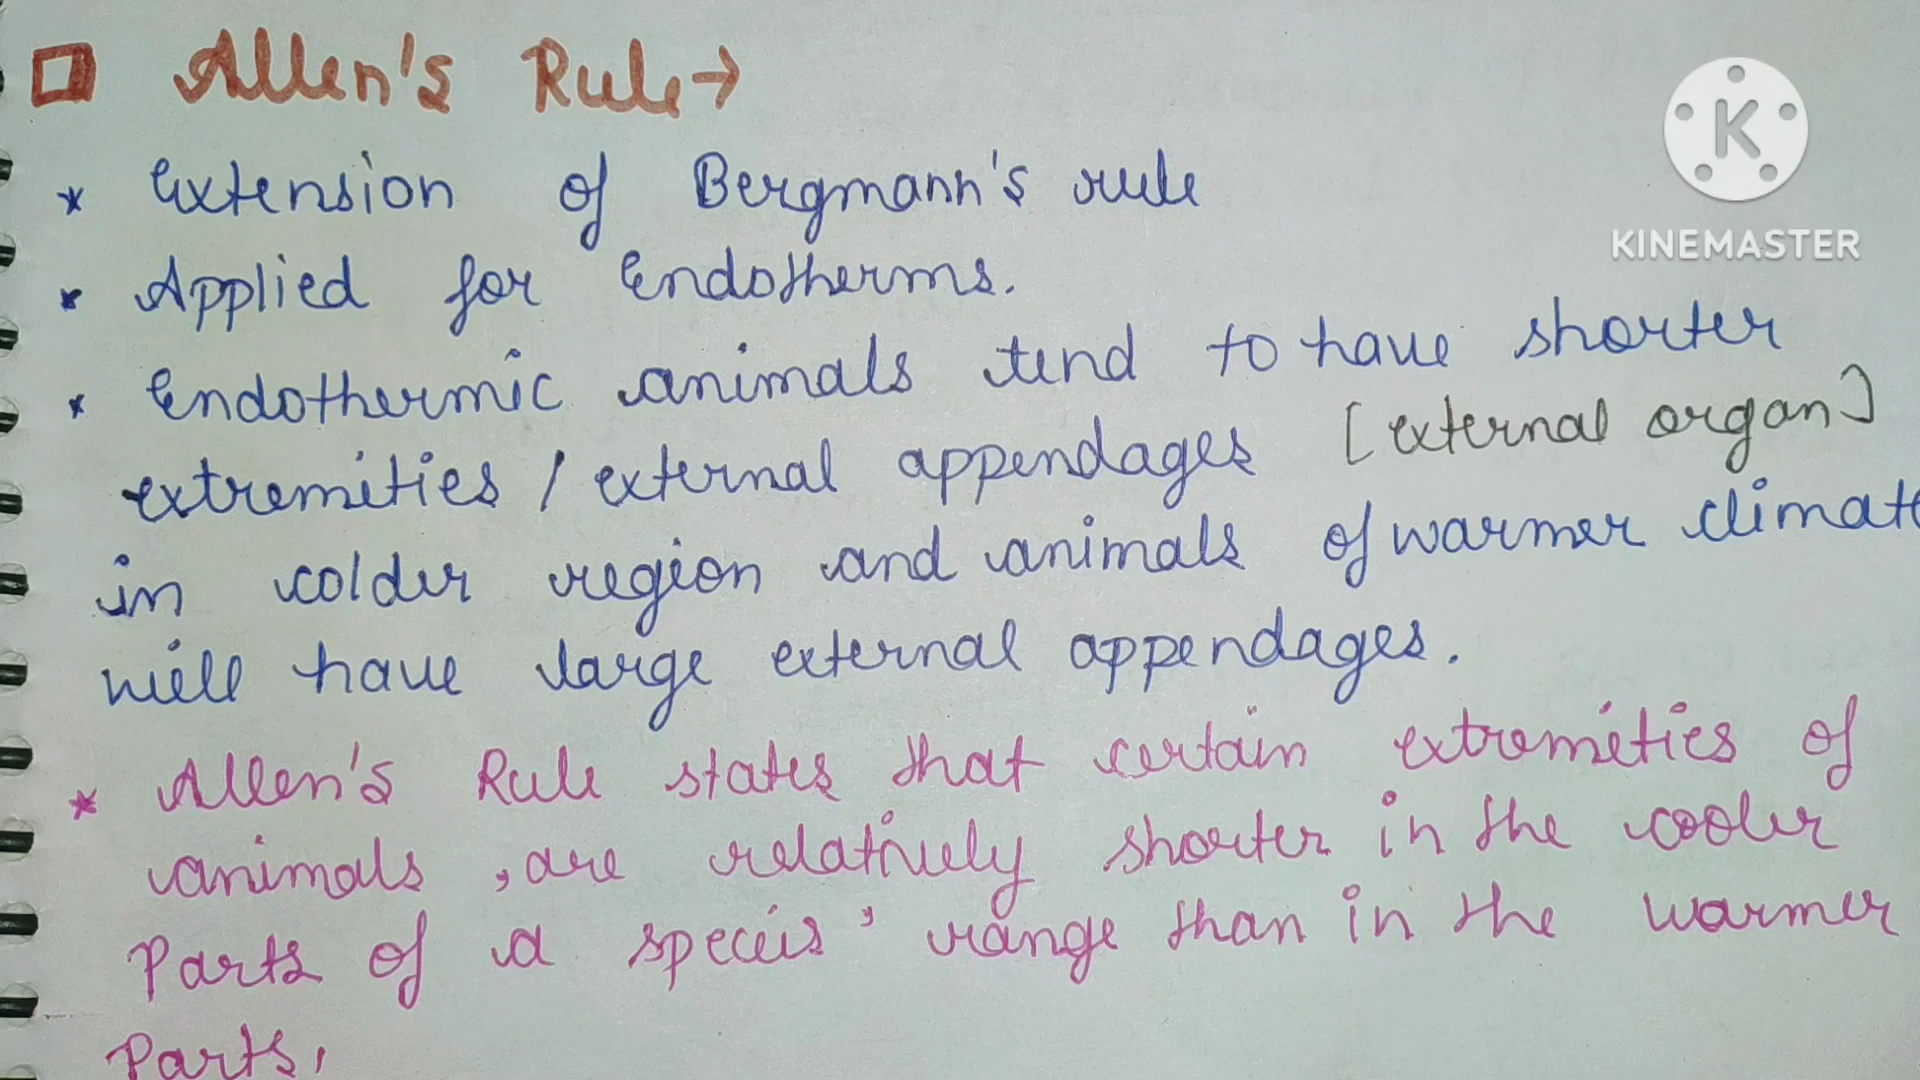 Allen's Rule→
* Extension of Bergmann's rule
* Applied for Endotherms.
* Endothermic animals tend to have shorter
extremities / external appendages [external organ]
in colder region and animals of warmer climate
will have large external appendages.
* Allen's Rule states that certain extremities of
animals, are relatively shorter in the cooler
Parts of a species' range than in the warmer
Parts,
K
KINEMASTER